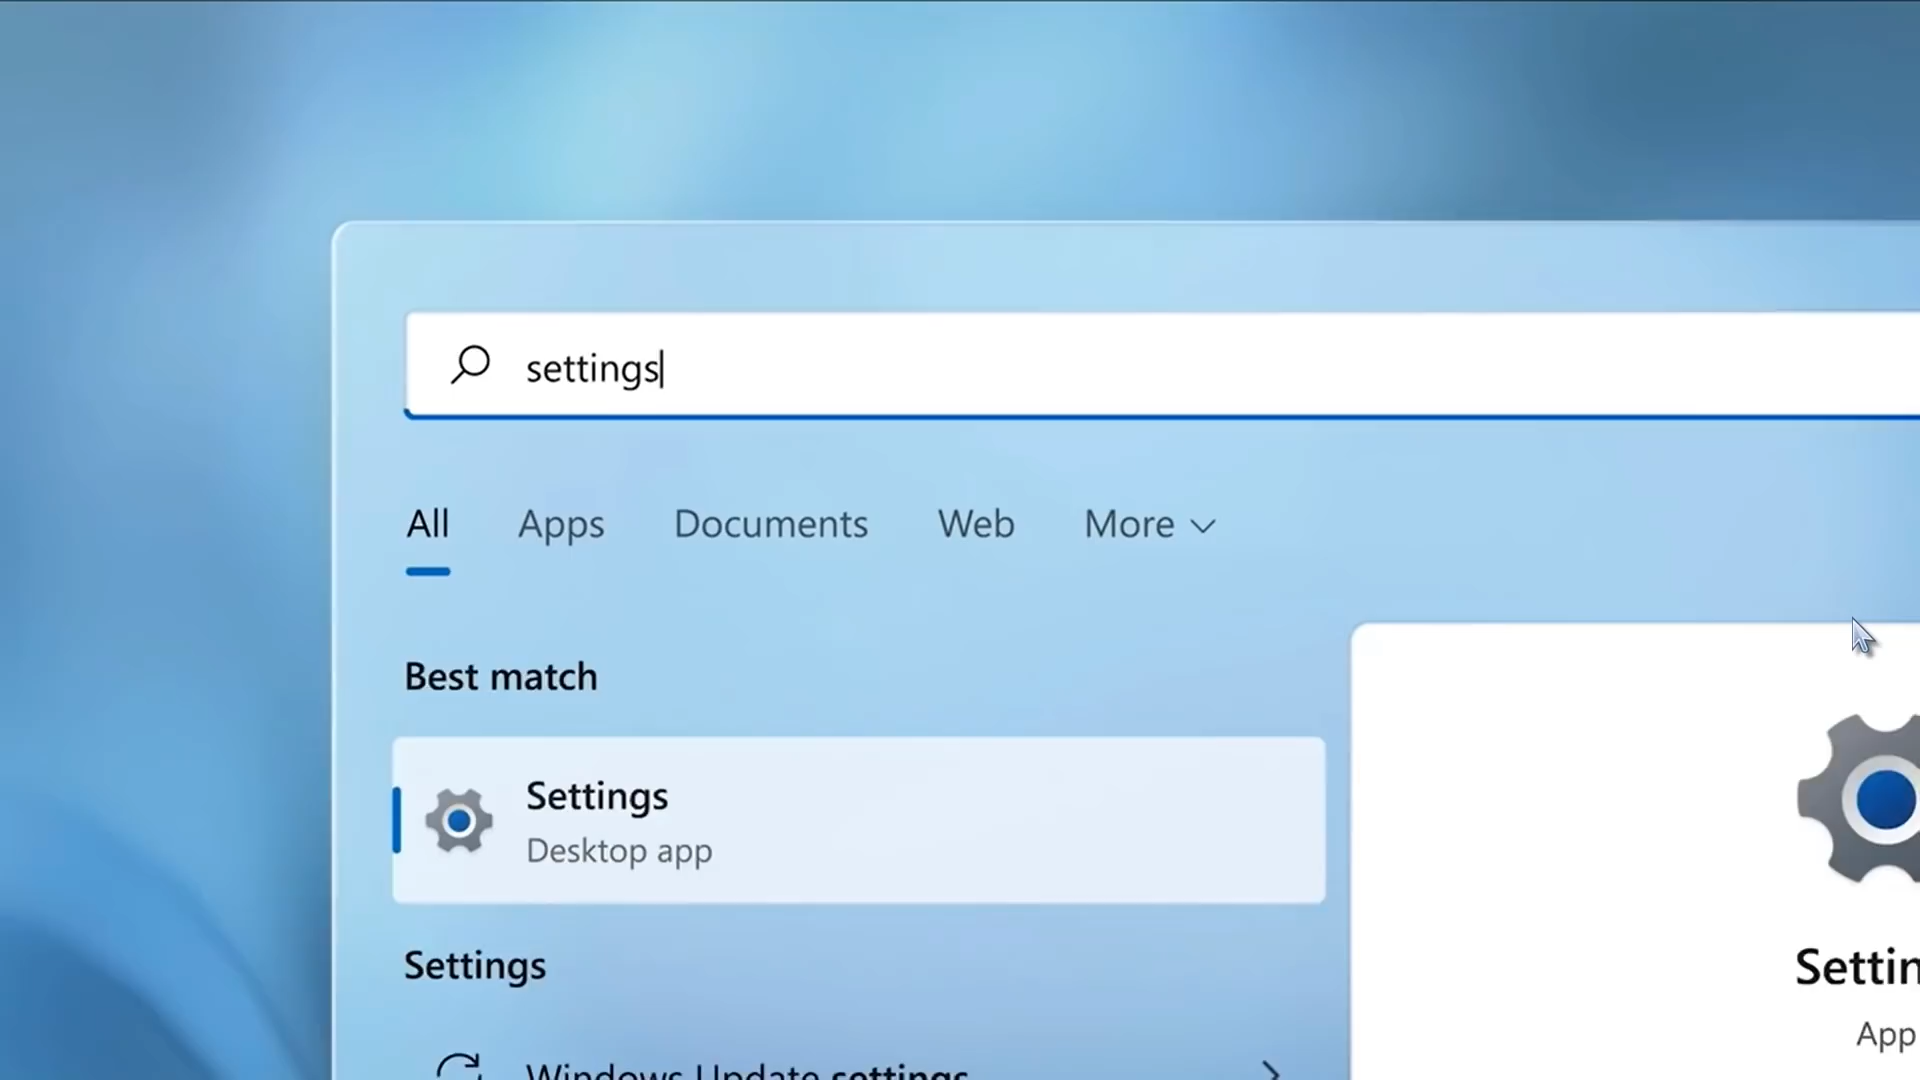 settings
All Apps Documents Web More
Best match
Settings
Desktop app
Settings
Windows Update settings
Settin
App